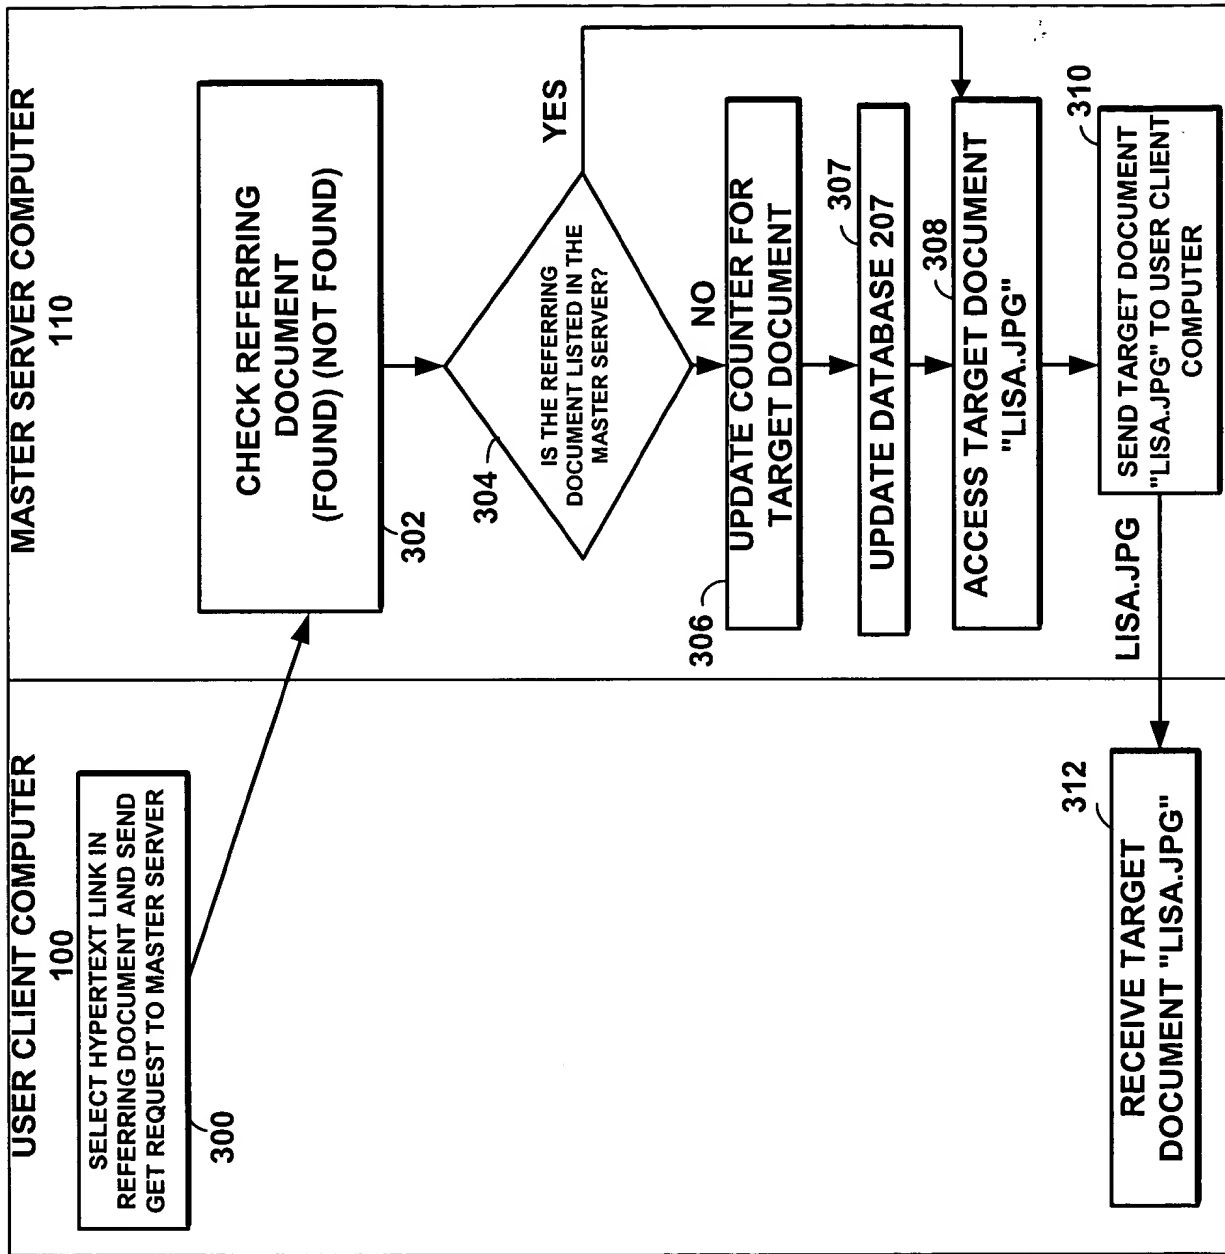 USER CLIENT COMPUTER
100
SELECT HYPERTEXT LINK IN
REFERRING DOCUMENT AND SEND
GET REQUEST TO MASTER SERVER
300
MASTER SERVER COMPUTER
110
CHECK REFERRING
DOCUMENT
(FOUND) (NOT FOUND)
302
304
IS THE REFERRING
DOCUMENT LISTED IN THE
MASTER SERVER?
YES
NO
306
UPDATE COUNTER FOR
TARGET DOCUMENT
307
UPDATE DATABASE 207
308
ACCESS TARGET DOCUMENT
"LISA.JPG"
310
SEND TARGET DOCUMENT
"LISA.JPG" TO USER CLIENT
COMPUTER
LISA.JPG
312
RECEIVE TARGET
DOCUMENT "LISA.JPG"